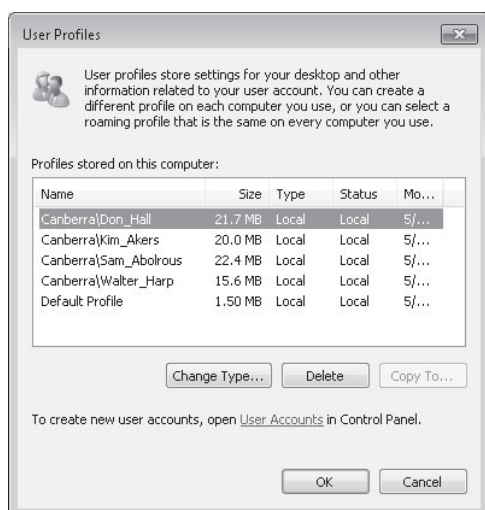 User Profiles
User profiles store settings for your desktop and other
information related to your user account. You can create a
different profile on each computer you use, or you can select a
roaming profile that is the same on every computer you use.
Profiles stored on this computer:
Name Size Type Status Mo...
Canberra\Don_Hall 21.7 MB Local Local 5/...
Canberra\Kim_Akers 20.0 MB Local Local 5/...
Canberra\Sam_Abolrous 22.4 MB Local Local 5/...
Canberra\Walter_Harp 15.6 MB Local Local 5/...
Default Profile 1.50 MB Local Local 5/...
Change Type... Delete Copy To...
To create new user accounts, open User Accounts in Control Panel.
OK Cancel